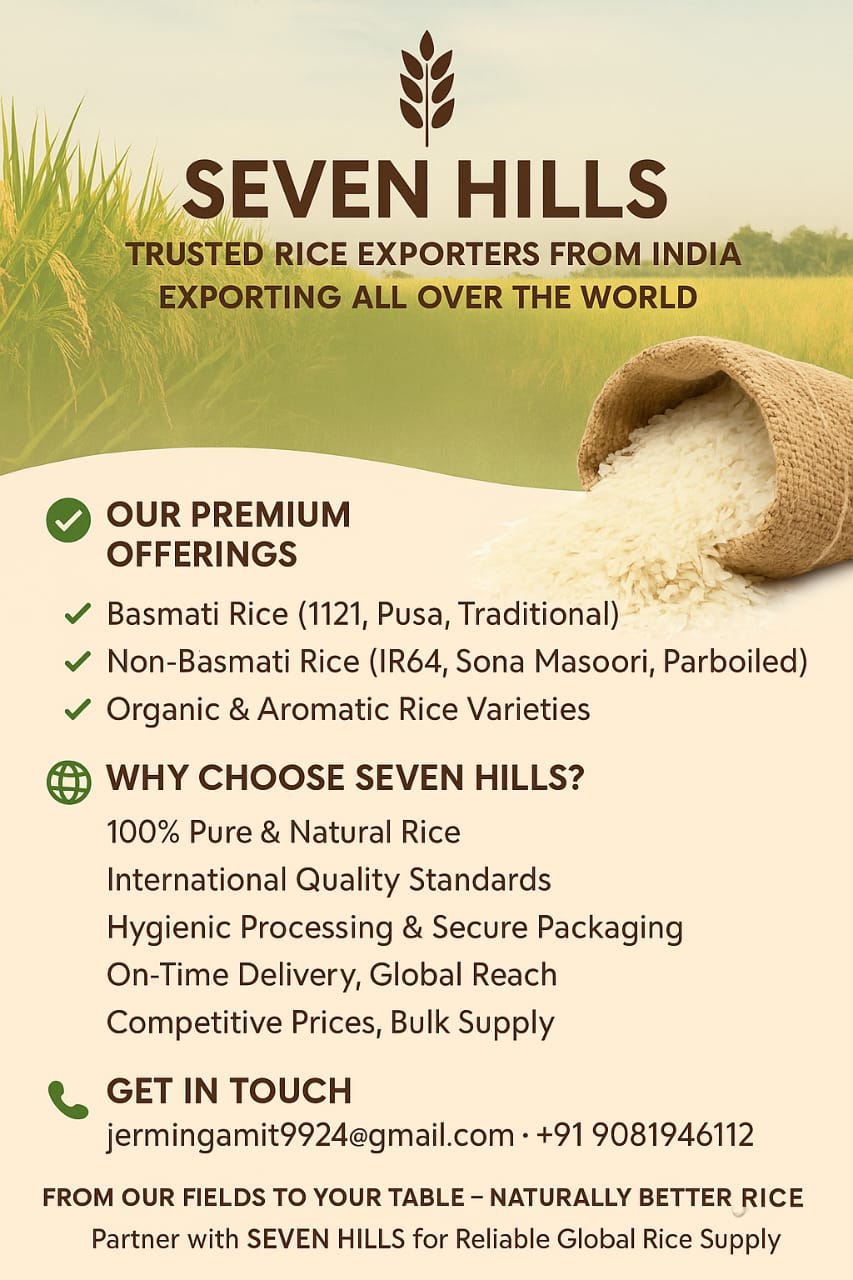 SEVEN HILLS
TRUSTED RICE EXPORTERS FROM INDIA
EXPORTING ALL OVER THE WORLD
OUR PREMIUM
OFFERINGS
Basmati Rice (1121, Pusa, Traditional)
Non-Basmati Rice (IR64, Sona Masoori, Parboiled)
Organic & Aromatic Rice Varieties
WHY CHOOSE SEVEN HILLS?
100% Pure & Natural Rice
International Quality Standards
Hygienic Processing & Secure Packaging
On-Time Delivery, Global Reach
Competitive Prices, Bulk Supply
GET IN TOUCH
jermingamit9924@gmail.com · +91 9081946112
FROM OUR FIELDS TO YOUR TABLE – NATURALLY BETTER RICE
Partner with SEVEN HILLS for Reliable Global Rice Supply